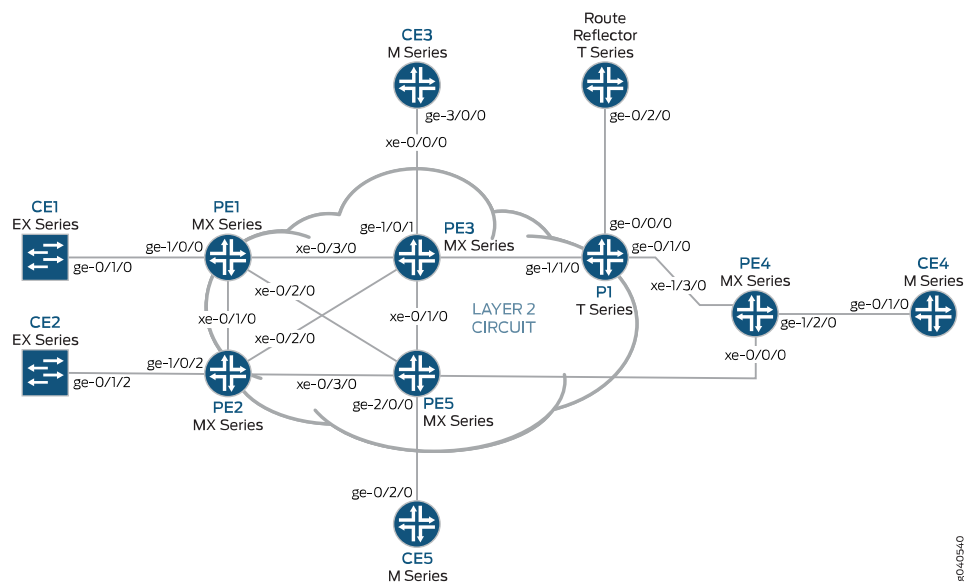 CE3
M Series
Route
Reflector
T Series
ge-3/0/0
ge-0/2/0
xe-0/0/0
CE1
EX Series
PE1
MX Series
ge-1/0/1
PE3
MX Series
ge-0/0/0
ge-1/0/0
xe-0/3/0
ge-0/1/0
ge-0/1/0
ge-1/1/0
P1
T Series
PE4
MX Series
CE4
M Series
xe-0/2/0
xe-1/3/0
LAYER 2
CIRCUIT
xe-0/1/0
xe-0/1/0
ge-0/1/0
ge-1/2/0
CE2
EX Series
xe-0/2/0
xe-0/0/0
ge-1/0/2
ge-0/1/2
xe-0/3/0
PE2
MX Series
ge-2/0/0
PE5
MX Series
ge-0/2/0
CE5
M Series
g040540